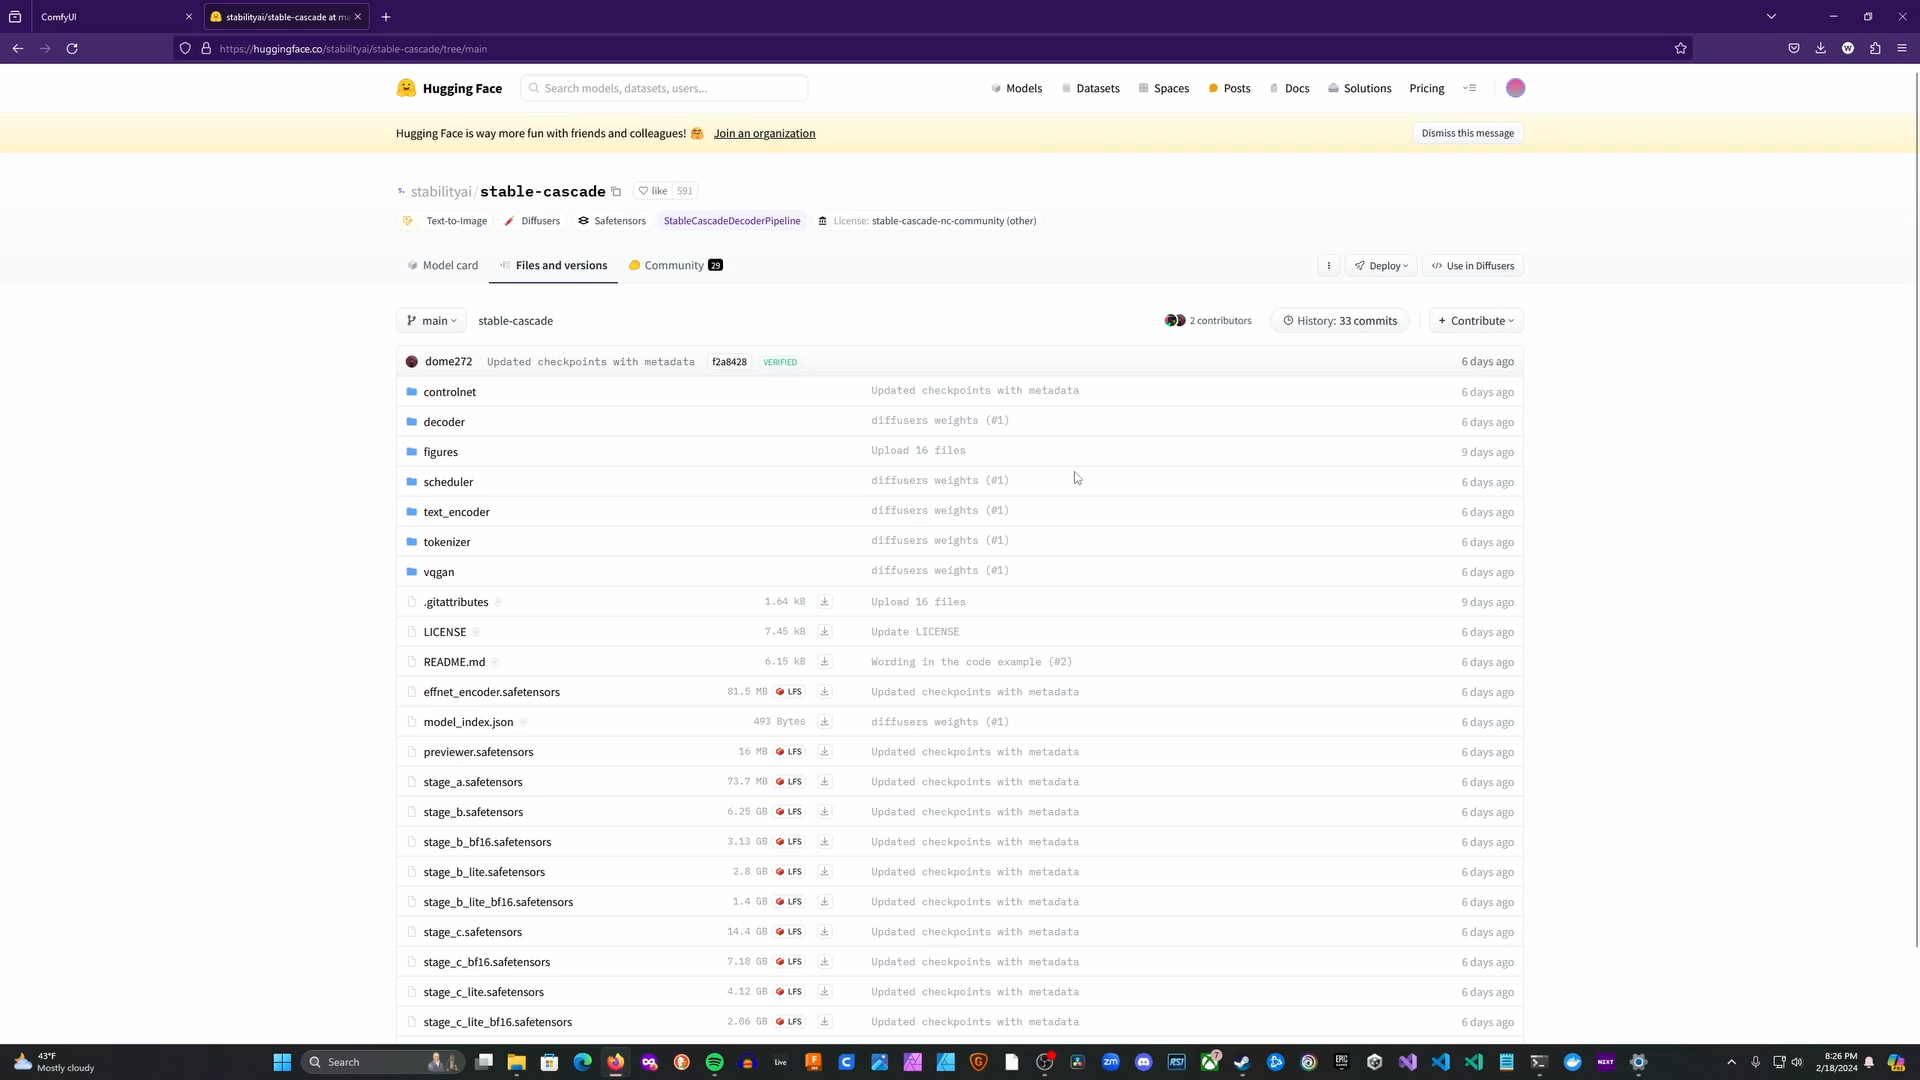 ComfyUI
stabilityai/stable-cascade at ma
https://huggingface.co/stabilityai/stable-cascade/tree/main
Hugging Face
Search models, datasets, users...
Models
Datasets
Spaces
Posts
Docs
Solutions
Pricing
Hugging Face is way more fun with friends and colleagues! 🤗 Join an organization
Dismiss this message
stabilityai/stable-cascade
like 591
Text-to-Image
Diffusers
Safetensors
StableCascadeDecoderPipeline
License: stable-cascade-nc-community (other)
Model card
Files and versions
Community 29
Deploy
</> Use in Diffusers
main
stable-cascade
2 contributors
History: 33 commits
+ Contribute
dome272 Updated checkpoints with metadata f2a8428 VERIFIED 6 days ago
controlnet Updated checkpoints with metadata 6 days ago
decoder diffusers weights (#1) 6 days ago
figures Upload 16 files 9 days ago
scheduler diffusers weights (#1) 6 days ago
text_encoder diffusers weights (#1) 6 days ago
tokenizer diffusers weights (#1) 6 days ago
vqgan diffusers weights (#1) 6 days ago
.gitattributes 1.64 kB Upload 16 files 9 days ago
LICENSE 7.45 kB Update LICENSE 6 days ago
README.md 6.15 kB Wording in the code example (#2) 6 days ago
effnet_encoder.safetensors 81.5 MB LFS Updated checkpoints with metadata 6 days ago
model_index.json 493 Bytes diffusers weights (#1) 6 days ago
previewer.safetensors 16 MB LFS Updated checkpoints with metadata 6 days ago
stage_a.safetensors 73.7 MB LFS Updated checkpoints with metadata 6 days ago
stage_b.safetensors 6.25 GB LFS Updated checkpoints with metadata 6 days ago
stage_b_bf16.safetensors 3.13 GB LFS Updated checkpoints with metadata 6 days ago
stage_b_lite.safetensors 2.8 GB LFS Updated checkpoints with metadata 6 days ago
stage_b_lite_bf16.safetensors 1.4 GB LFS Updated checkpoints with metadata 6 days ago
stage_c.safetensors 14.4 GB LFS Updated checkpoints with metadata 6 days ago
stage_c_bf16.safetensors 7.18 GB LFS Updated checkpoints with metadata 6 days ago
stage_c_lite.safetensors 4.12 GB LFS Updated checkpoints with metadata 6 days ago
stage_c_lite_bf16.safetensors 2.06 GB LFS Updated checkpoints with metadata 6 days ago
43°F
Mostly cloudy
Search
Live
zm
RSI
7
EPIC
NZXT
8:26 PM
2/18/2024